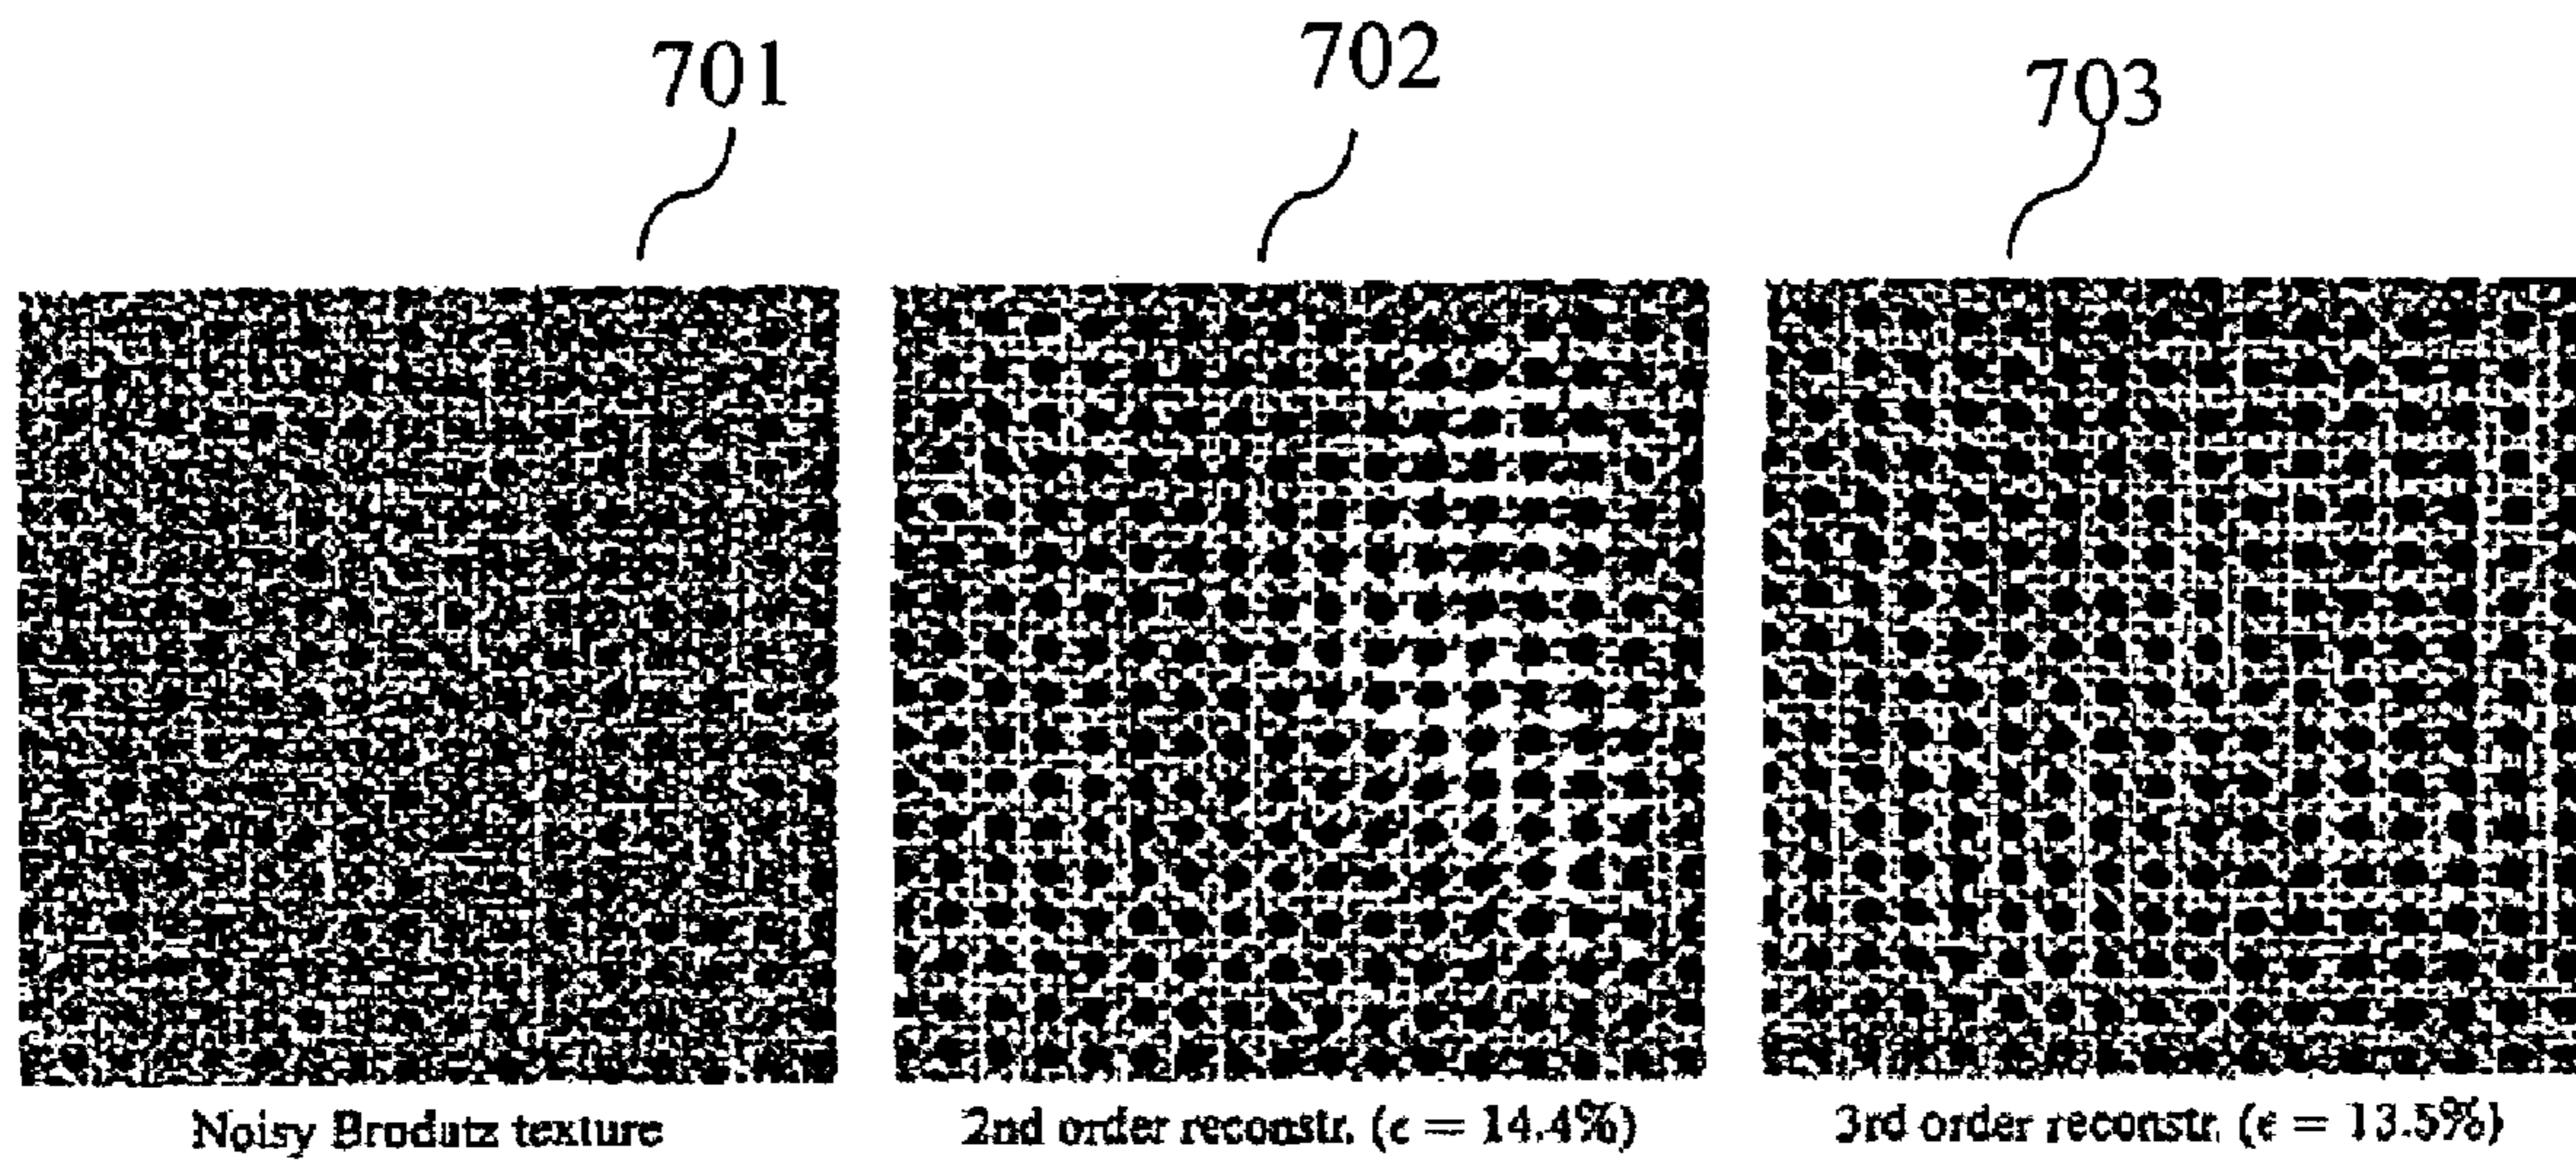 701
702
703
Noisy Brodatz texture
2nd order reconstr. (ϵ = 14.4%)
3rd order reconstr. (ϵ = 13.5%)